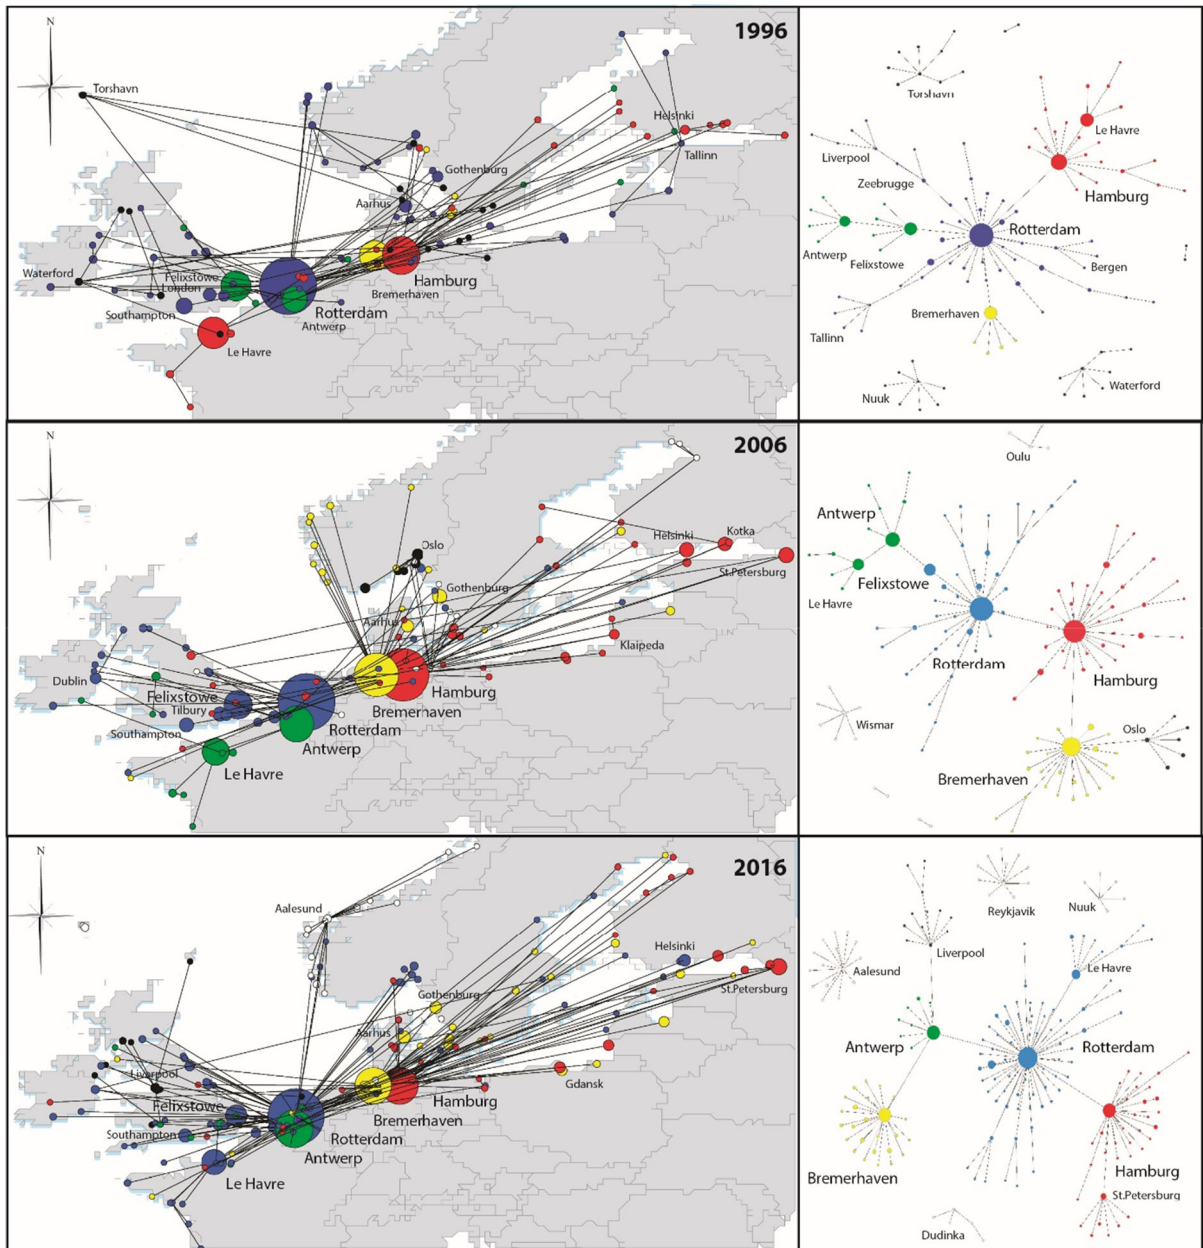 N
1996
Torshavn
Helsinki
Tallinn
Gothenburg
Aarhus
Waterford
Felixstowe
London
Southampton
Hamburg
Bremerhaven
Rotterdam
Antwerp
Le Havre
Torshavn
Le Havre
Liverpool
Zeebrugge
Hamburg
Rotterdam
Antwerp
Felixstowe
Bergen
Bremerhaven
Tallinn
Nuuk
Waterford
N
2006
Oslo
Helsinki
Kotka
St.Petersburg
Gothenburg
Aarhus
Klaipeda
Dublin
Felixstowe
Tilbury
Southampton
Hamburg
Bremerhaven
Rotterdam
Antwerp
Le Havre
Oulu
Antwerp
Felixstowe
Le Havre
Rotterdam
Hamburg
Wismar
Oslo
Bremerhaven
N
2016
Aalesund
Helsinki
St.Petersburg
Gothenburg
Aarhus
Gdansk
Liverpool
Felixstowe
Southampton
Hamburg
Bremerhaven
Rotterdam
Antwerp
Le Havre
Reykjavik
Nuuk
Liverpool
Aalesund
Le Havre
Antwerp
Rotterdam
Bremerhaven
Hamburg
St.Petersburg
Dudinka